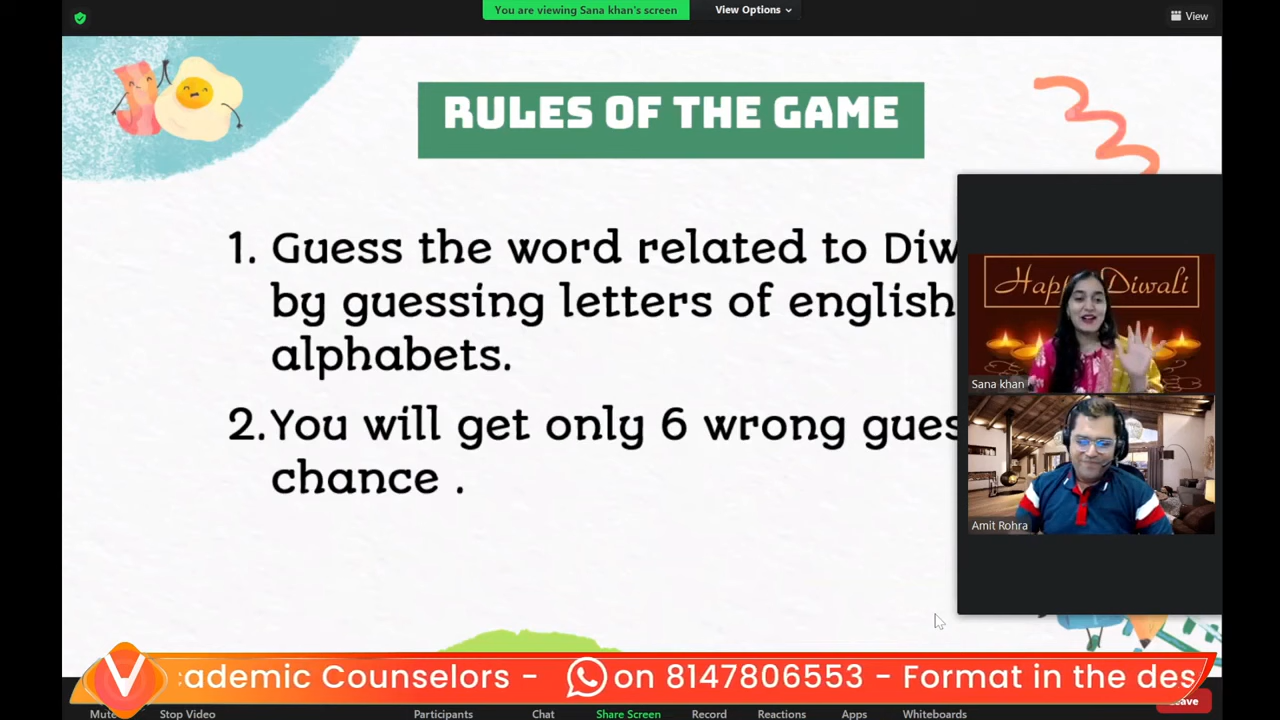 You are viewing Sana khan's screen
View Options
View
RULES OF THE GAME
1. Guess the word related to Diw
by guessing letters of english
alphabets.
2.You will get only 6 wrong gues
chance .
Happy Diwali
Sana khan
Amit Rohra
ademic Counselors - on 8147806553 - Format in the des
Mute
Stop Video
Participants
Chat
Share Screen
Record
Reactions
Apps
Whiteboards
Leave